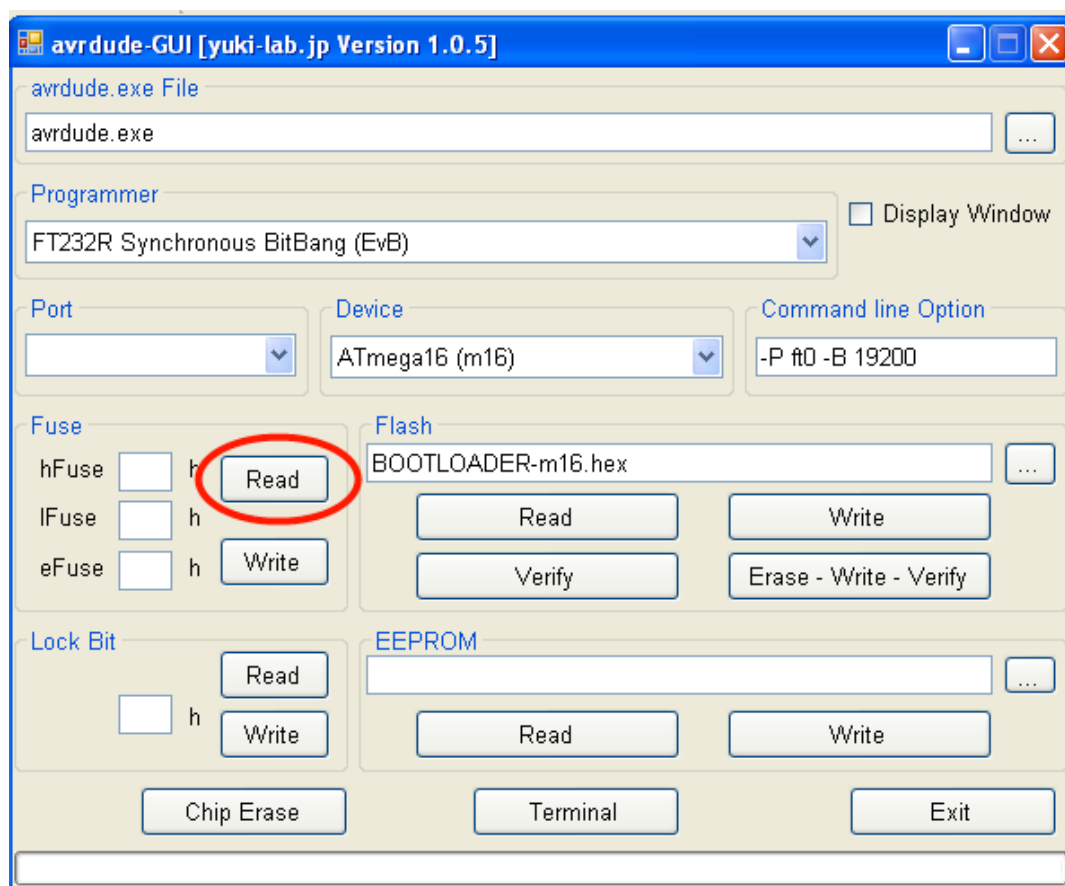 avrdude-GUI [yuki-lab.jp Version 1.0.5]
avrdude.exe File
avrdude.exe
...
Programmer
FT232R Synchronous BitBang (EvB)
Display Window
Port
Device
ATmega16 (m16)
Command line Option
-P ft0 -B 19200
Fuse
hFuse h
Read
lFuse h
eFuse h
Write
Flash
BOOTLOADER-m16.hex
...
Read
Write
Verify
Erase - Write - Verify
Lock Bit
Read
h
Write
EEPROM
...
Read
Write
Chip Erase
Terminal
Exit